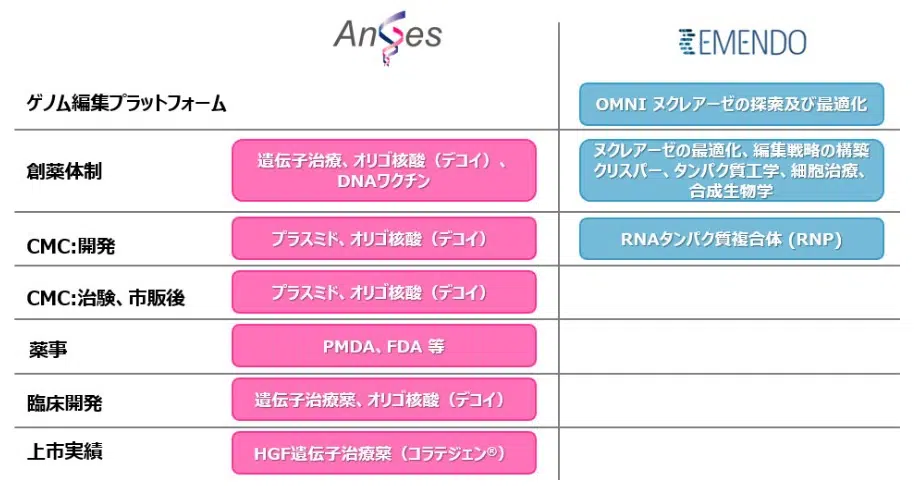 AnGes
EMENDO
ゲノム編集プラットフォーム
OMNI ヌクレアーゼの探索及び最適化
創薬体制
遺伝子治療、オリゴ核酸（デコイ）、
DNAワクチン
ヌクレアーゼの最適化、編集戦略の構築
クリスパー、タンパク質工学、細胞治療、
合成生物学
CMC:開発
プラスミド、オリゴ核酸（デコイ）
RNAタンパク質複合体 (RNP)
CMC:治験、市販後
プラスミド、オリゴ核酸（デコイ）
薬事
PMDA、FDA 等
臨床開発
遺伝子治療薬、オリゴ核酸（デコイ）
上市実績
HGF遺伝子治療薬（コラテジェン®）